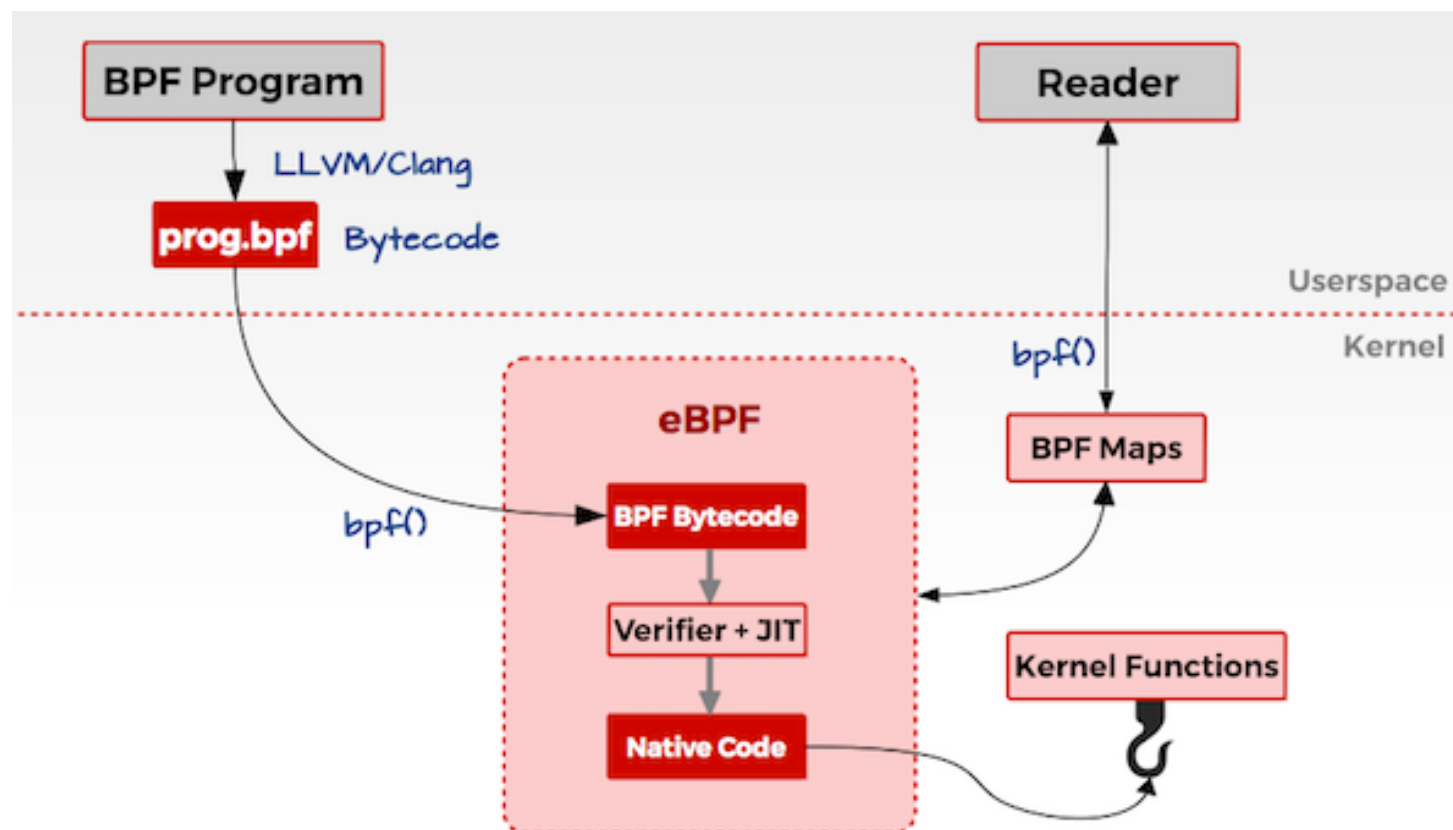 BPF Program
Reader
LLVM/Clang
prog.bpf
Bytecode
Userspace
Kernel
bpf()
eBPF
BPF Maps
BPF Bytecode
bpf()
Verifier + JIT
Kernel Functions
Native Code